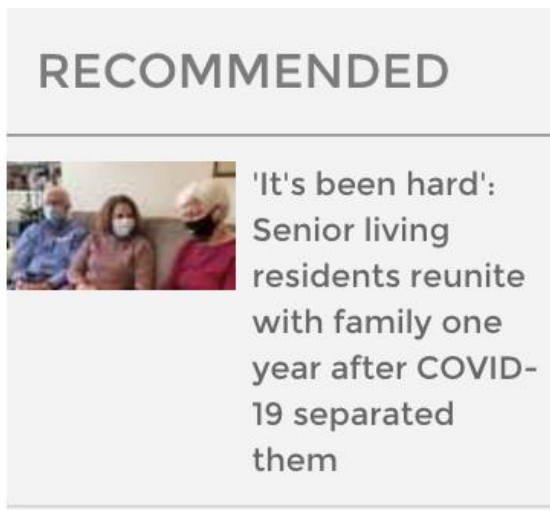 RECOMMENDED
'It's been hard':
Senior living
residents reunite
with family one
year after COVID-
19 separated
them